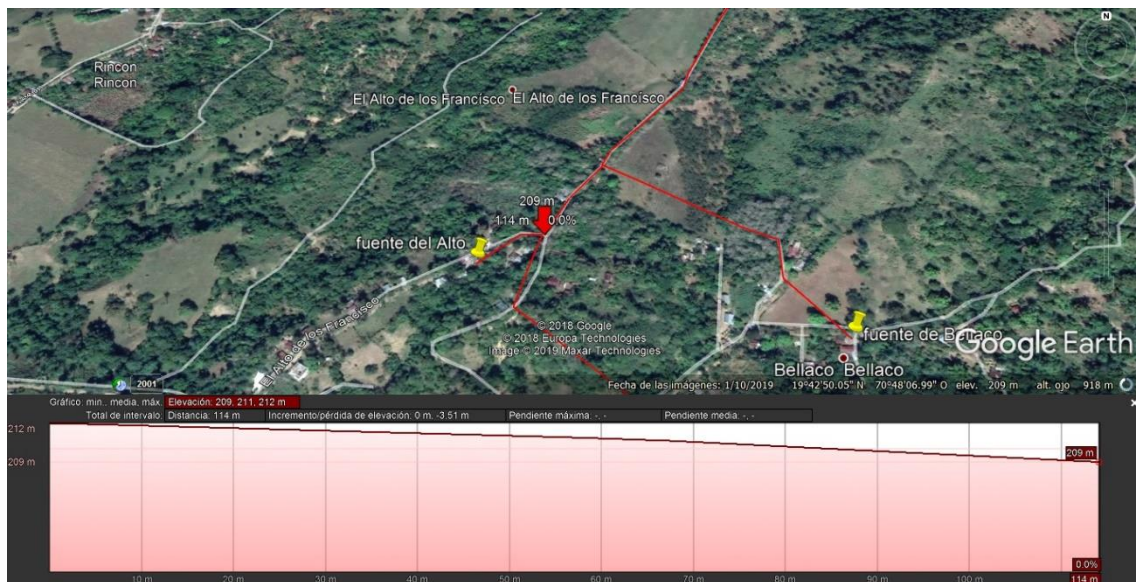 N
Rincon
Rincon
El Alto de los Francisco El Alto de los Francisco
209 m
114 m 0.0%
fuente del Alto
El Alto de los Francisco
© 2018 Google
© 2018 Europa Technologies
Image © 2019 Maxar Technologies
fuente de Bellaco
Google Earth
Bellaco Bellaco
2001
Fecha de las imágenes: 1/10/2019 19°42'50.05" N 70°48'06.99" O elev. 209 m alt. ojo 918 m
Gráfico: mín., media, máx. Elevación: 209, 211, 212 m
Total de intervalo: Distancia: 114 m Incremento/pérdida de elevación: 0 m, -3.51 m Pendiente máxima: -, - Pendiente media: -, -
212 m
209 m
209 m
0.0%
10 m 20 m 30 m 40 m 50 m 60 m 70 m 80 m 90 m 100 m 114 m